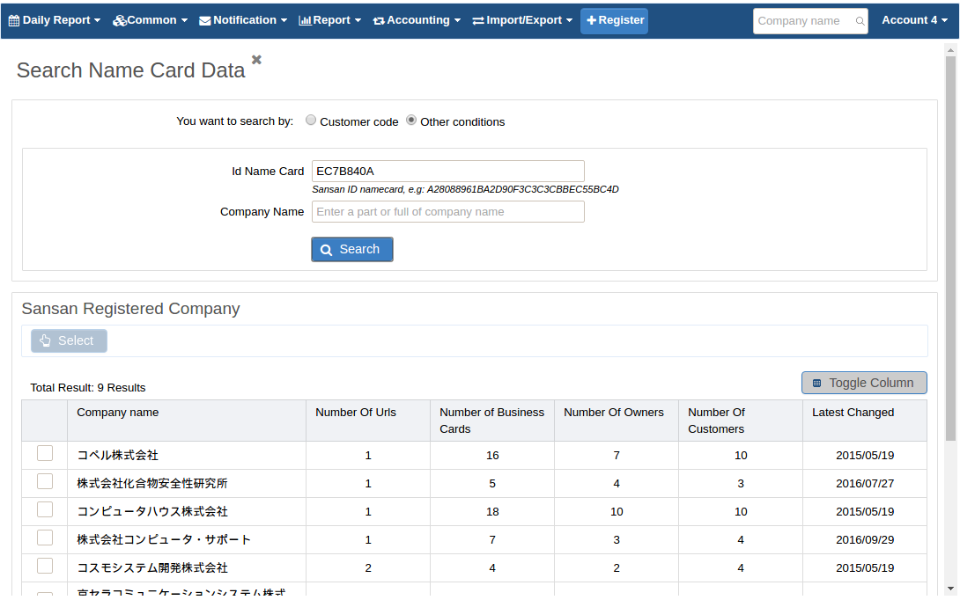 Daily Report Common Notification Report Accounting Import/Export Register Company name Account 4
Search Name Card Data
You want to search by: Customer code Other conditions
Id Name Card EC7B840A
Sansan ID namecard, e.g: A28088961BA2D90F3C3C3CBBEC55BC4D
Company Name Enter a part or full of company name
Search
Sansan Registered Company
Select
Total Result: 9 Results Toggle Column
Company name Number Of Urls Number of Business Cards Number Of Owners Number Of Customers Latest Changed
コベル株式会社 1 16 7 10 2015/05/19
株式会社化合物安全性研究所 1 5 4 3 2016/07/27
コンピュータハウス株式会社 1 18 10 10 2015/05/19
株式会社コンピュータ・サポート 1 7 3 4 2016/09/29
コスモシステム開発株式会社 2 4 2 4 2015/05/19
京セラコミュニケーションシステム株式